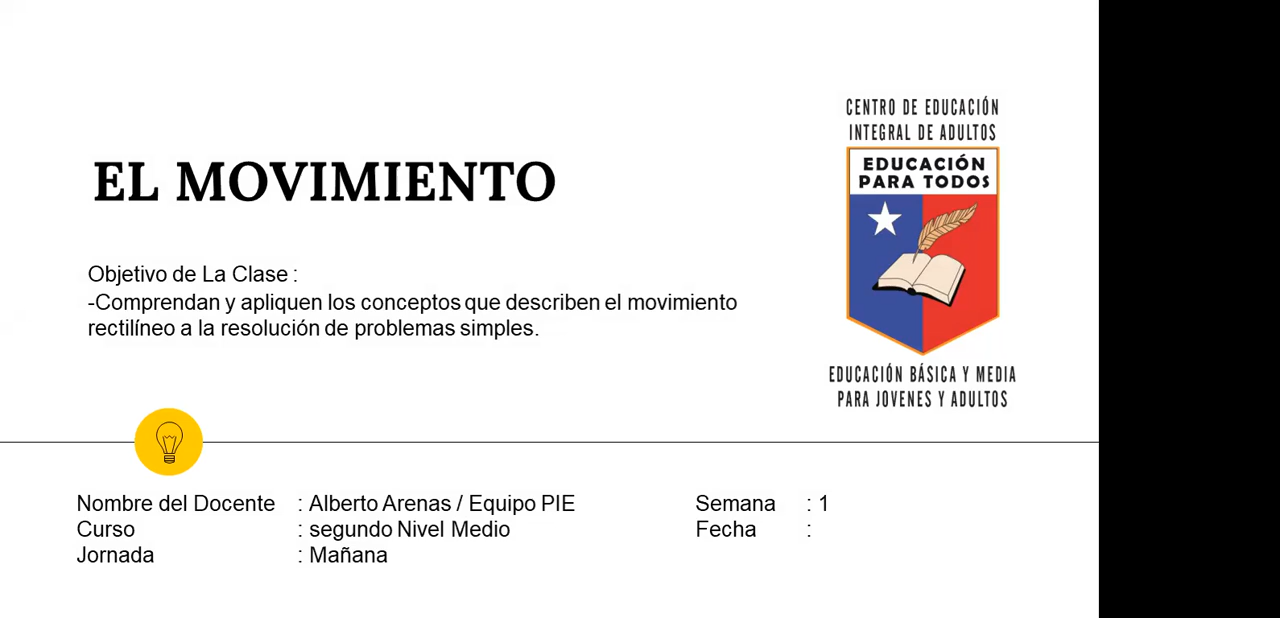 CENTRO DE EDUCACIÓN
INTEGRAL DE ADULTOS
EDUCACIÓN
PARA TODOS
EL MOVIMIENTO
Objetivo de La Clase :
-Comprendan y apliquen los conceptos que describen el movimiento
rectilíneo a la resolución de problemas simples.
EDUCACIÓN BÁSICA Y MEDIA
PARA JOVENES Y ADULTOS
Nombre del Docente : Alberto Arenas / Equipo PIE
Curso : segundo Nivel Medio
Jornada : Mañana
Semana : 1
Fecha :